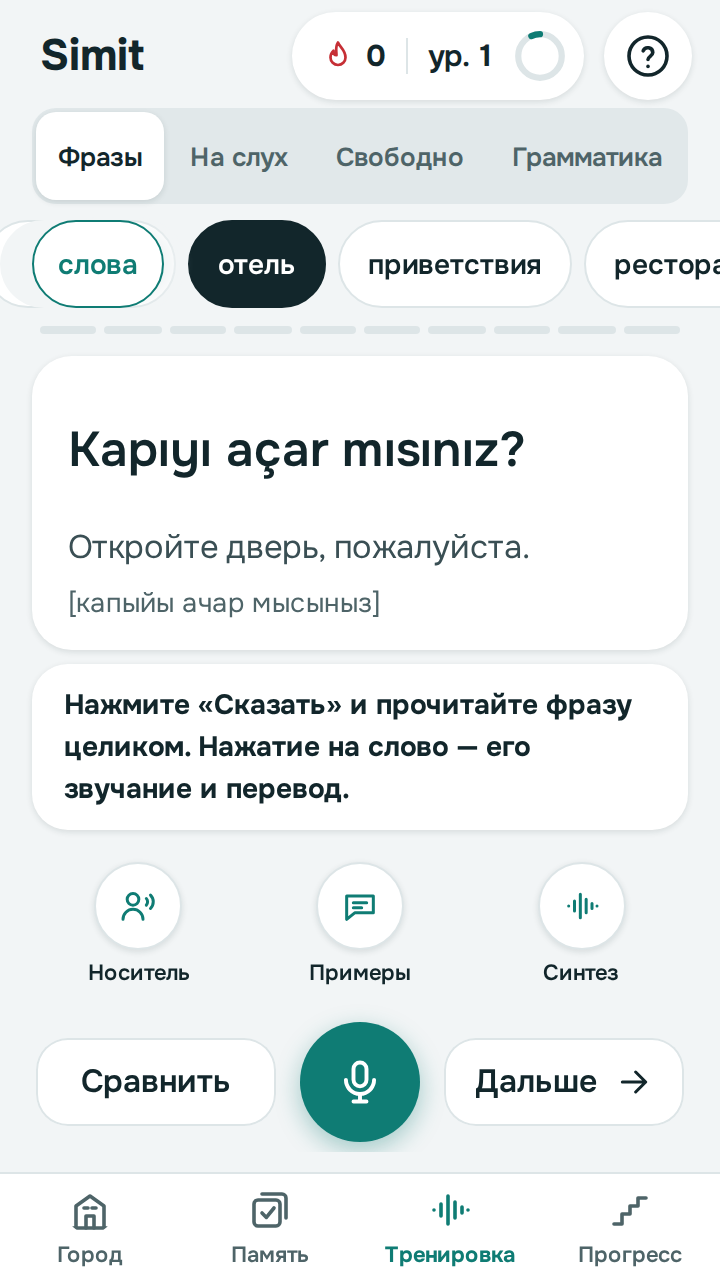 Simit
0
ур. 1
Фразы
На слух
Свободно
Грамматика
слова
отель
приветствия
рестора
Kapıyı açar mısınız?
Откройте дверь, пожалуйста.
[капыйы ачар мысыныз]
Нажмите «Сказать» и прочитайте фразу
целиком. Нажатие на слово — его
звучание и перевод.
Носитель
Примеры
Синтез
Сравнить
Дальше
Город
Память
Тренировка
Прогресс